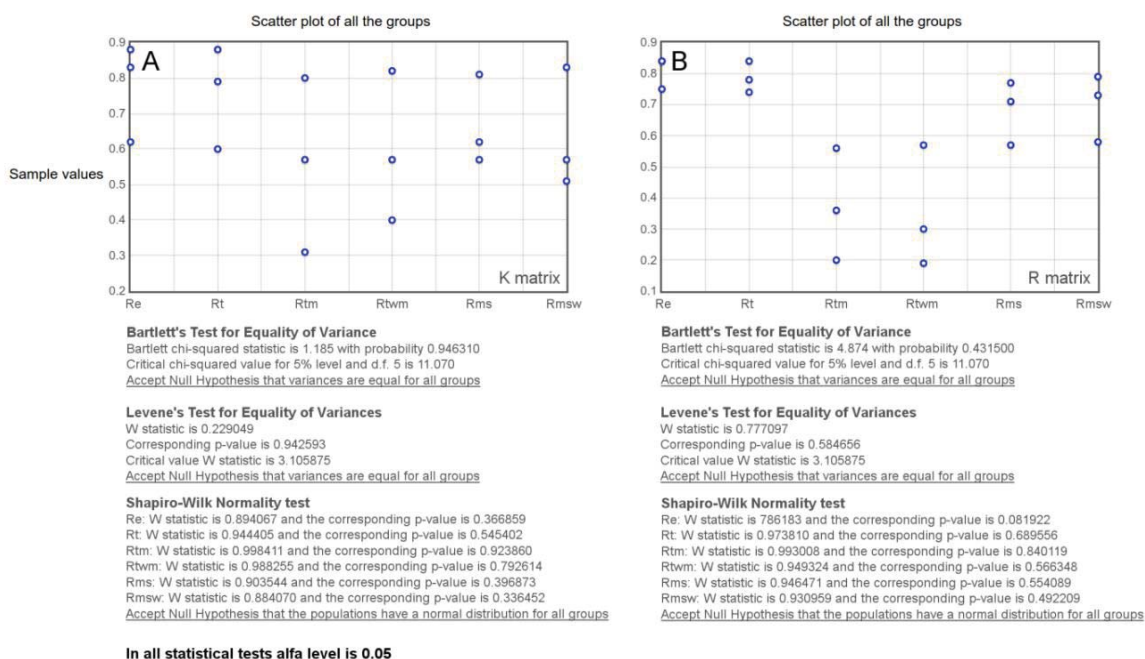 Scatter plot of all the groups
A
Sample values
0.9
0.8
0.7
0.6
0.5
0.4
0.3
0.2
K matrix
Re Rt Rtm Rtwm Rms Rmsw
Bartlett's Test for Equality of Variance
Bartlett chi-squared statistic is 1.185 with probability 0.946310
Critical chi-squared value for 5% level and d.f. 5 is 11.070
Accept Null Hypothesis that variances are equal for all groups
Levene's Test for Equality of Variances
W statistic is 0.229049
Corresponding p-value is 0.942593
Critical value W statistic is 3.105875
Accept Null Hypothesis that variances are equal for all groups
Shapiro-Wilk Normality test
Re: W statistic is 0.894067 and the corresponding p-value is 0.366859
Rt: W statistic is 0.944405 and the corresponding p-value is 0.545402
Rtm: W statistic is 0.998411 and the corresponding p-value is 0.923860
Rtwm: W statistic is 0.988255 and the corresponding p-value is 0.792614
Rms: W statistic is 0.903544 and the corresponding p-value is 0.396873
Rmsw: W statistic is 0.884070 and the corresponding p-value is 0.336452
Accept Null Hypothesis that the populations have a normal distribution for all groups
In all statistical tests alfa level is 0.05
Scatter plot of all the groups
B
0.9
0.8
0.7
0.6
0.5
0.4
0.3
0.2
0.1
R matrix
Re Rt Rtm Rtwm Rms Rmsw
Bartlett's Test for Equality of Variance
Bartlett chi-squared statistic is 4.874 with probability 0.431500
Critical chi-squared value for 5% level and d.f. 5 is 11.070
Accept Null Hypothesis that variances are equal for all groups
Levene's Test for Equality of Variances
W statistic is 0.777097
Corresponding p-value is 0.584656
Critical value W statistic is 3.105875
Accept Null Hypothesis that variances are equal for all groups
Shapiro-Wilk Normality test
Re: W statistic is 786183 and the corresponding p-value is 0.081922
Rt: W statistic is 0.973810 and the corresponding p-value is 0.689556
Rtm: W statistic is 0.993008 and the corresponding p-value is 0.840119
Rtwm: W statistic is 0.949324 and the corresponding p-value is 0.566348
Rms: W statistic is 0.946471 and the corresponding p-value is 0.554089
Rmsw: W statistic is 0.930959 and the corresponding p-value is 0.492209
Accept Null Hypothesis that the populations have a normal distribution for all groups